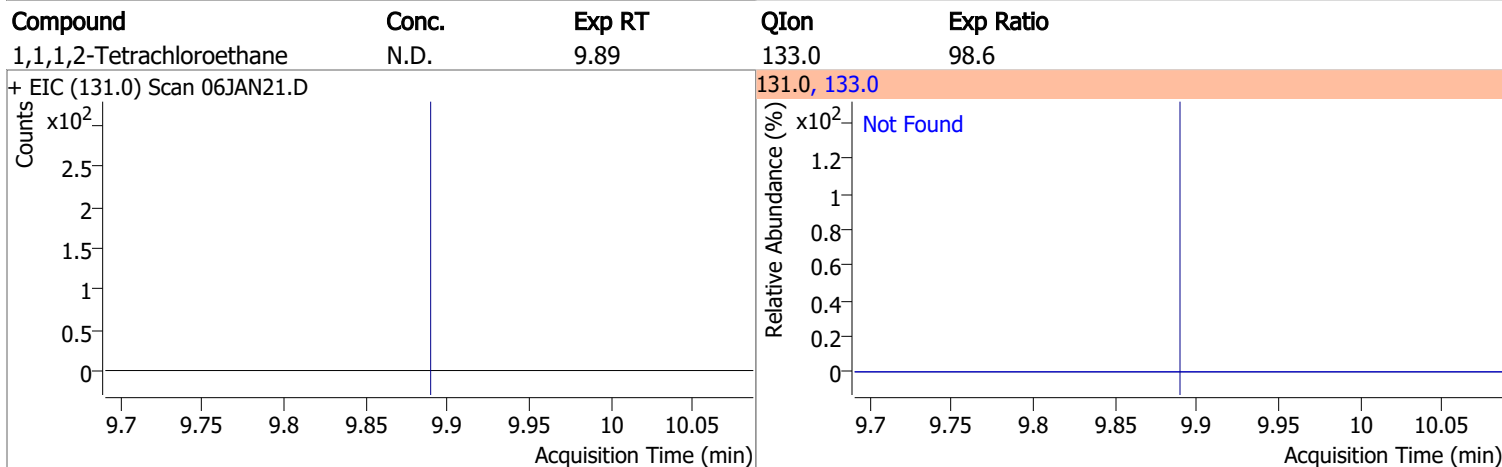 Compound Conc. Exp RT QIon Exp Ratio
1,1,1,2-Tetrachloroethane N.D. 9.89 133.0 98.6
+ EIC (131.0) Scan 06JAN21.D
Counts
x10²
2.5
2
1.5
1
0.5
0
9.7 9.75 9.8 9.85 9.9 9.95 10 10.05
Acquisition Time (min)
131.0, 133.0
Relative Abundance (%)
x10²
Not Found
1.2
1
0.8
0.6
0.4
0.2
0
9.7 9.75 9.8 9.85 9.9 9.95 10 10.05
Acquisition Time (min)